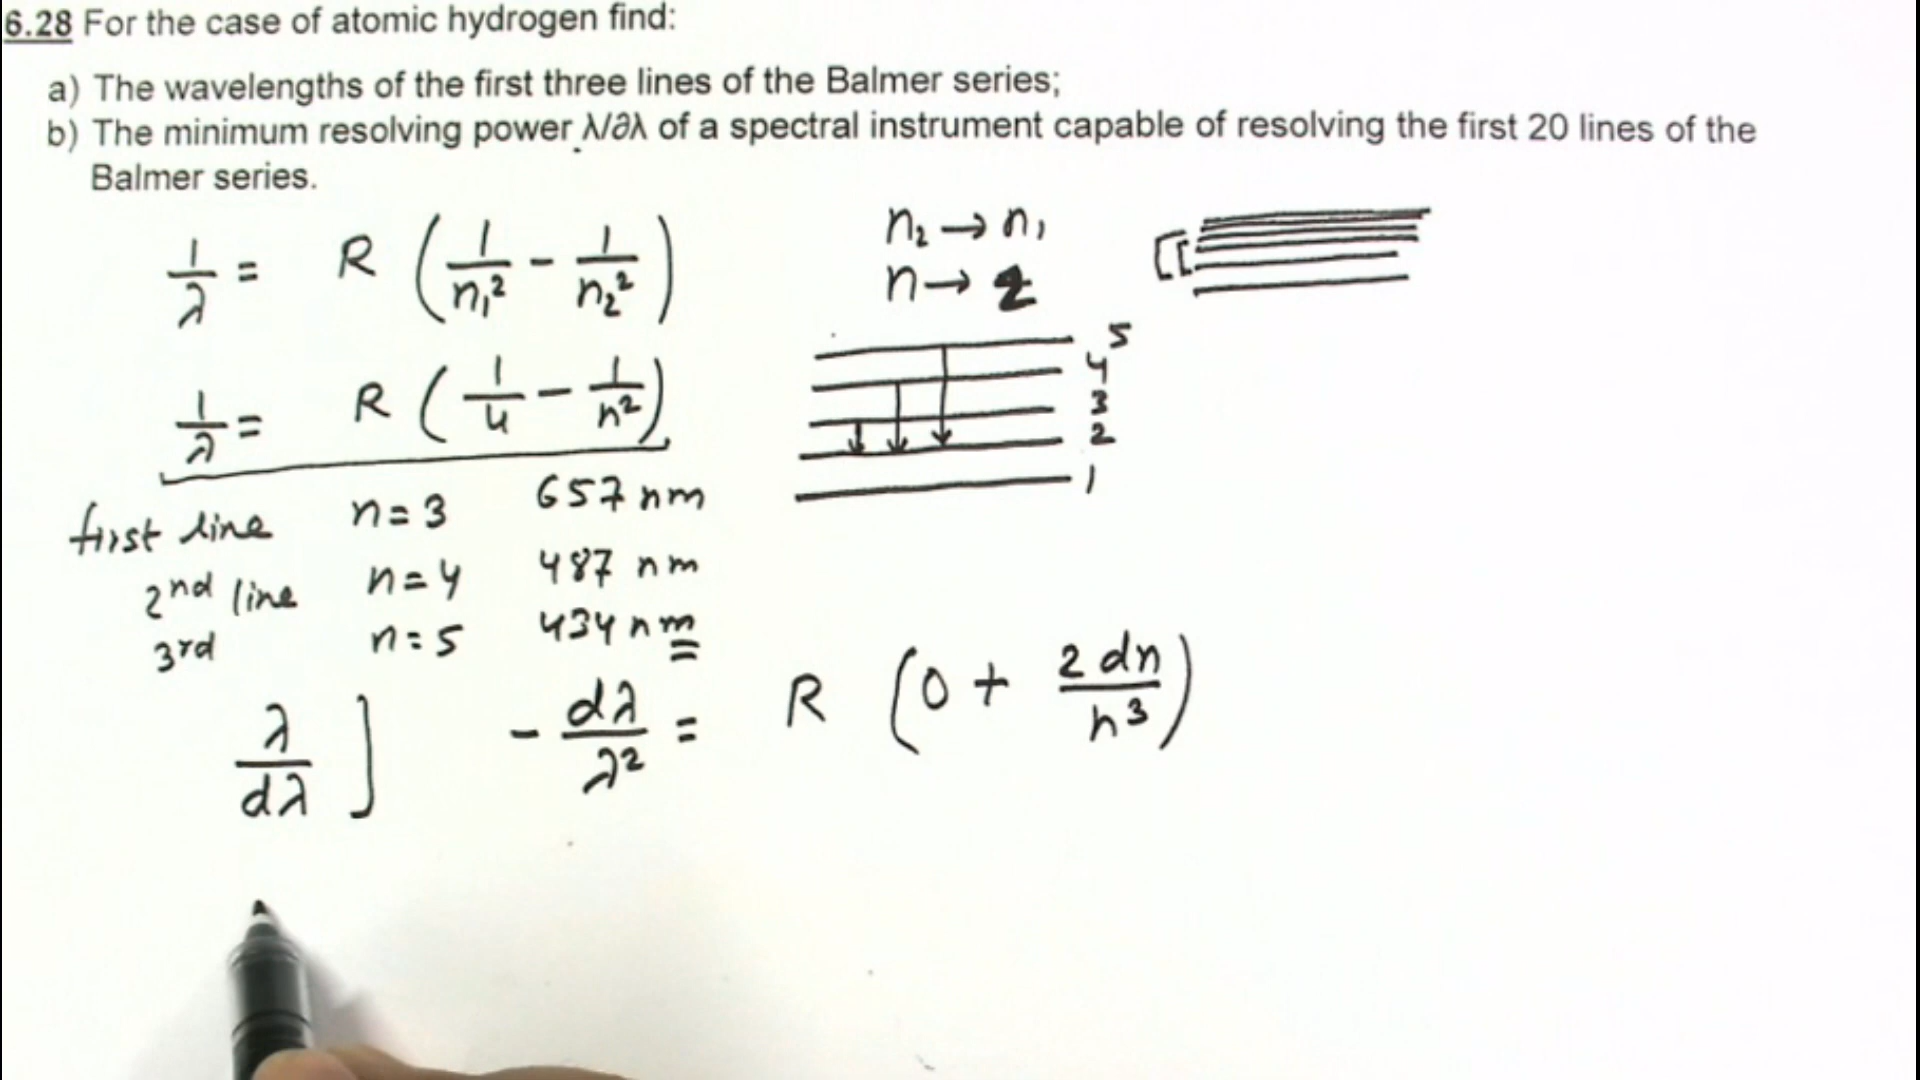 6.28 For the case of atomic hydrogen find:
a) The wavelengths of the first three lines of the Balmer series;
b) The minimum resolving power λ/∂λ of a spectral instrument capable of resolving the first 20 lines of the
Balmer series.
1/λ = R (1/n₁² - 1/n₂²)
n₂ → n₁
n → 2
1/λ = R (1/4 - 1/n²)
5
4
3
2
1
first line n = 3 657 nm
2nd line n = 4 487 nm
3rd n = 5 434 nm
λ/dλ ] - dλ/λ² = R (0 + 2 dn/n³)